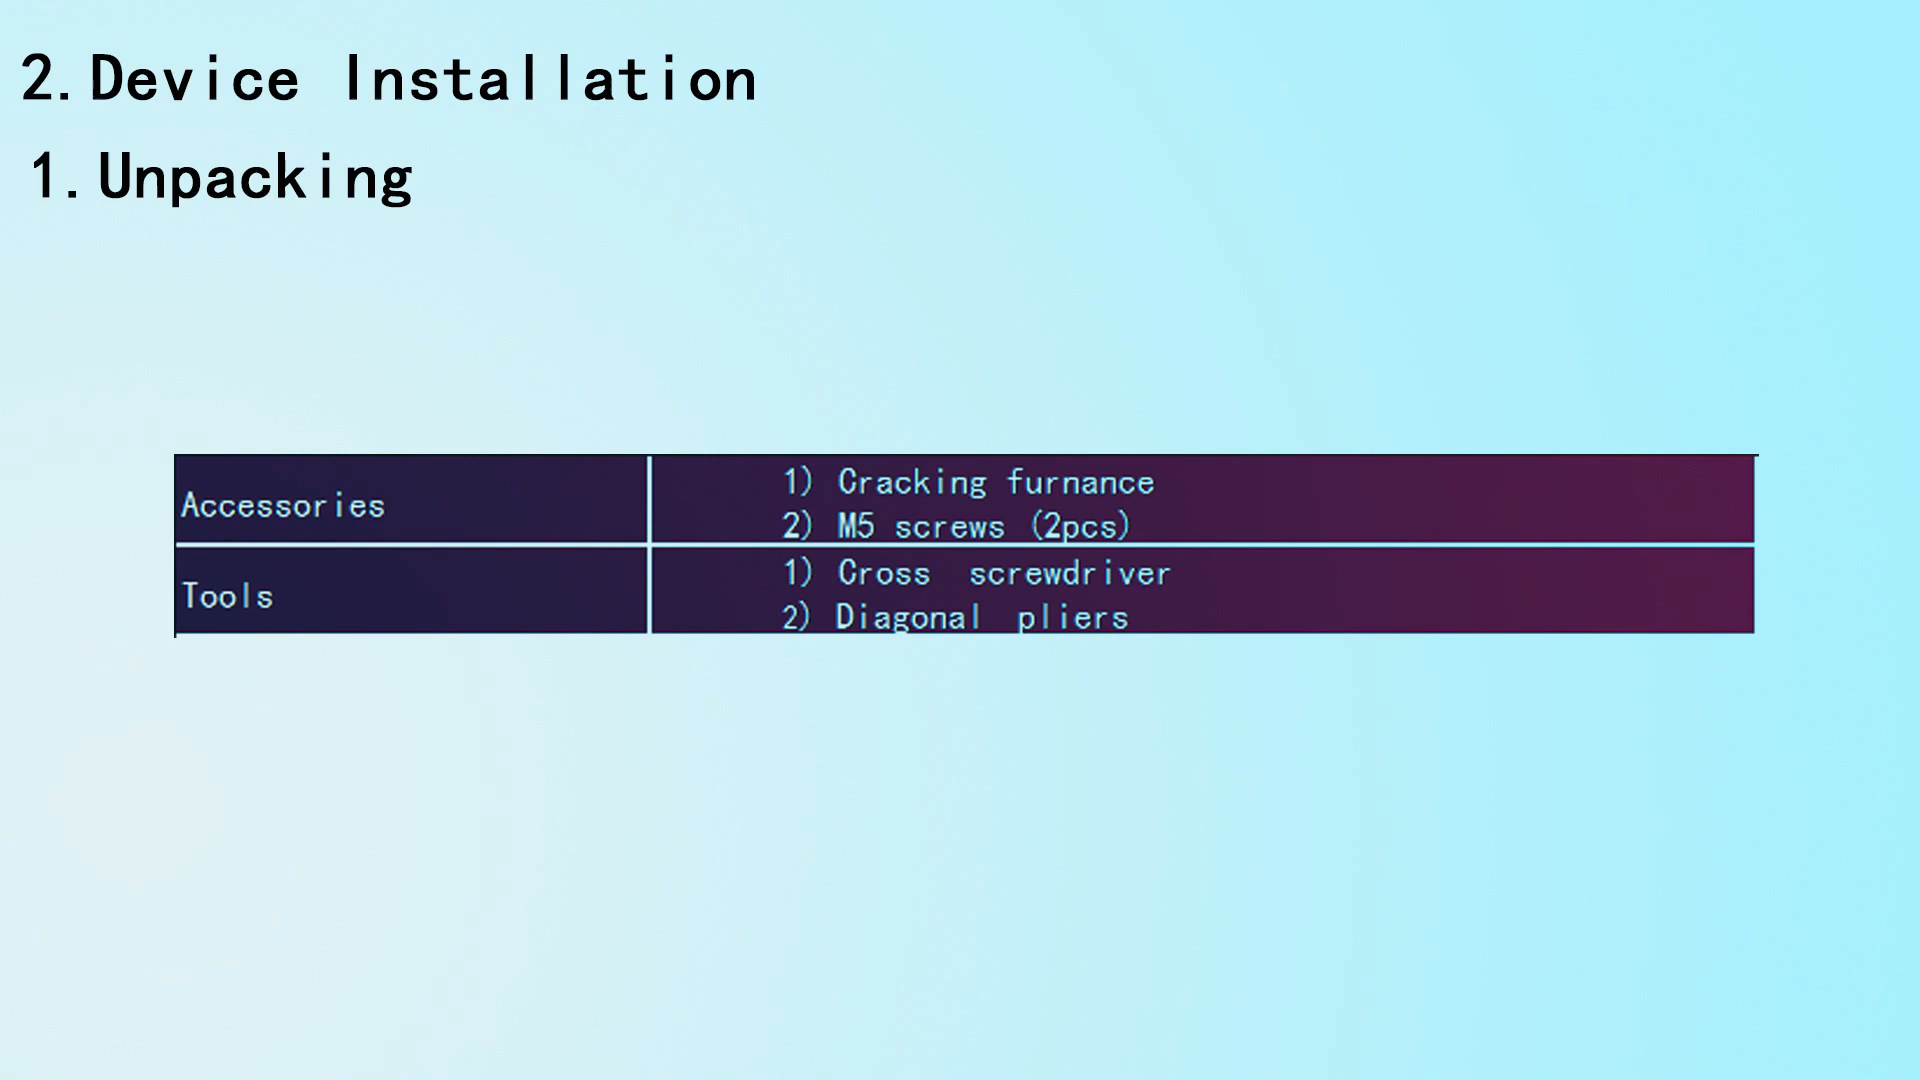 2.Device Installation
1.Unpacking
Accessories
1) Cracking furnance
2) M5 screws (2pcs)
Tools
1) Cross screwdriver
2) Diagonal pliers